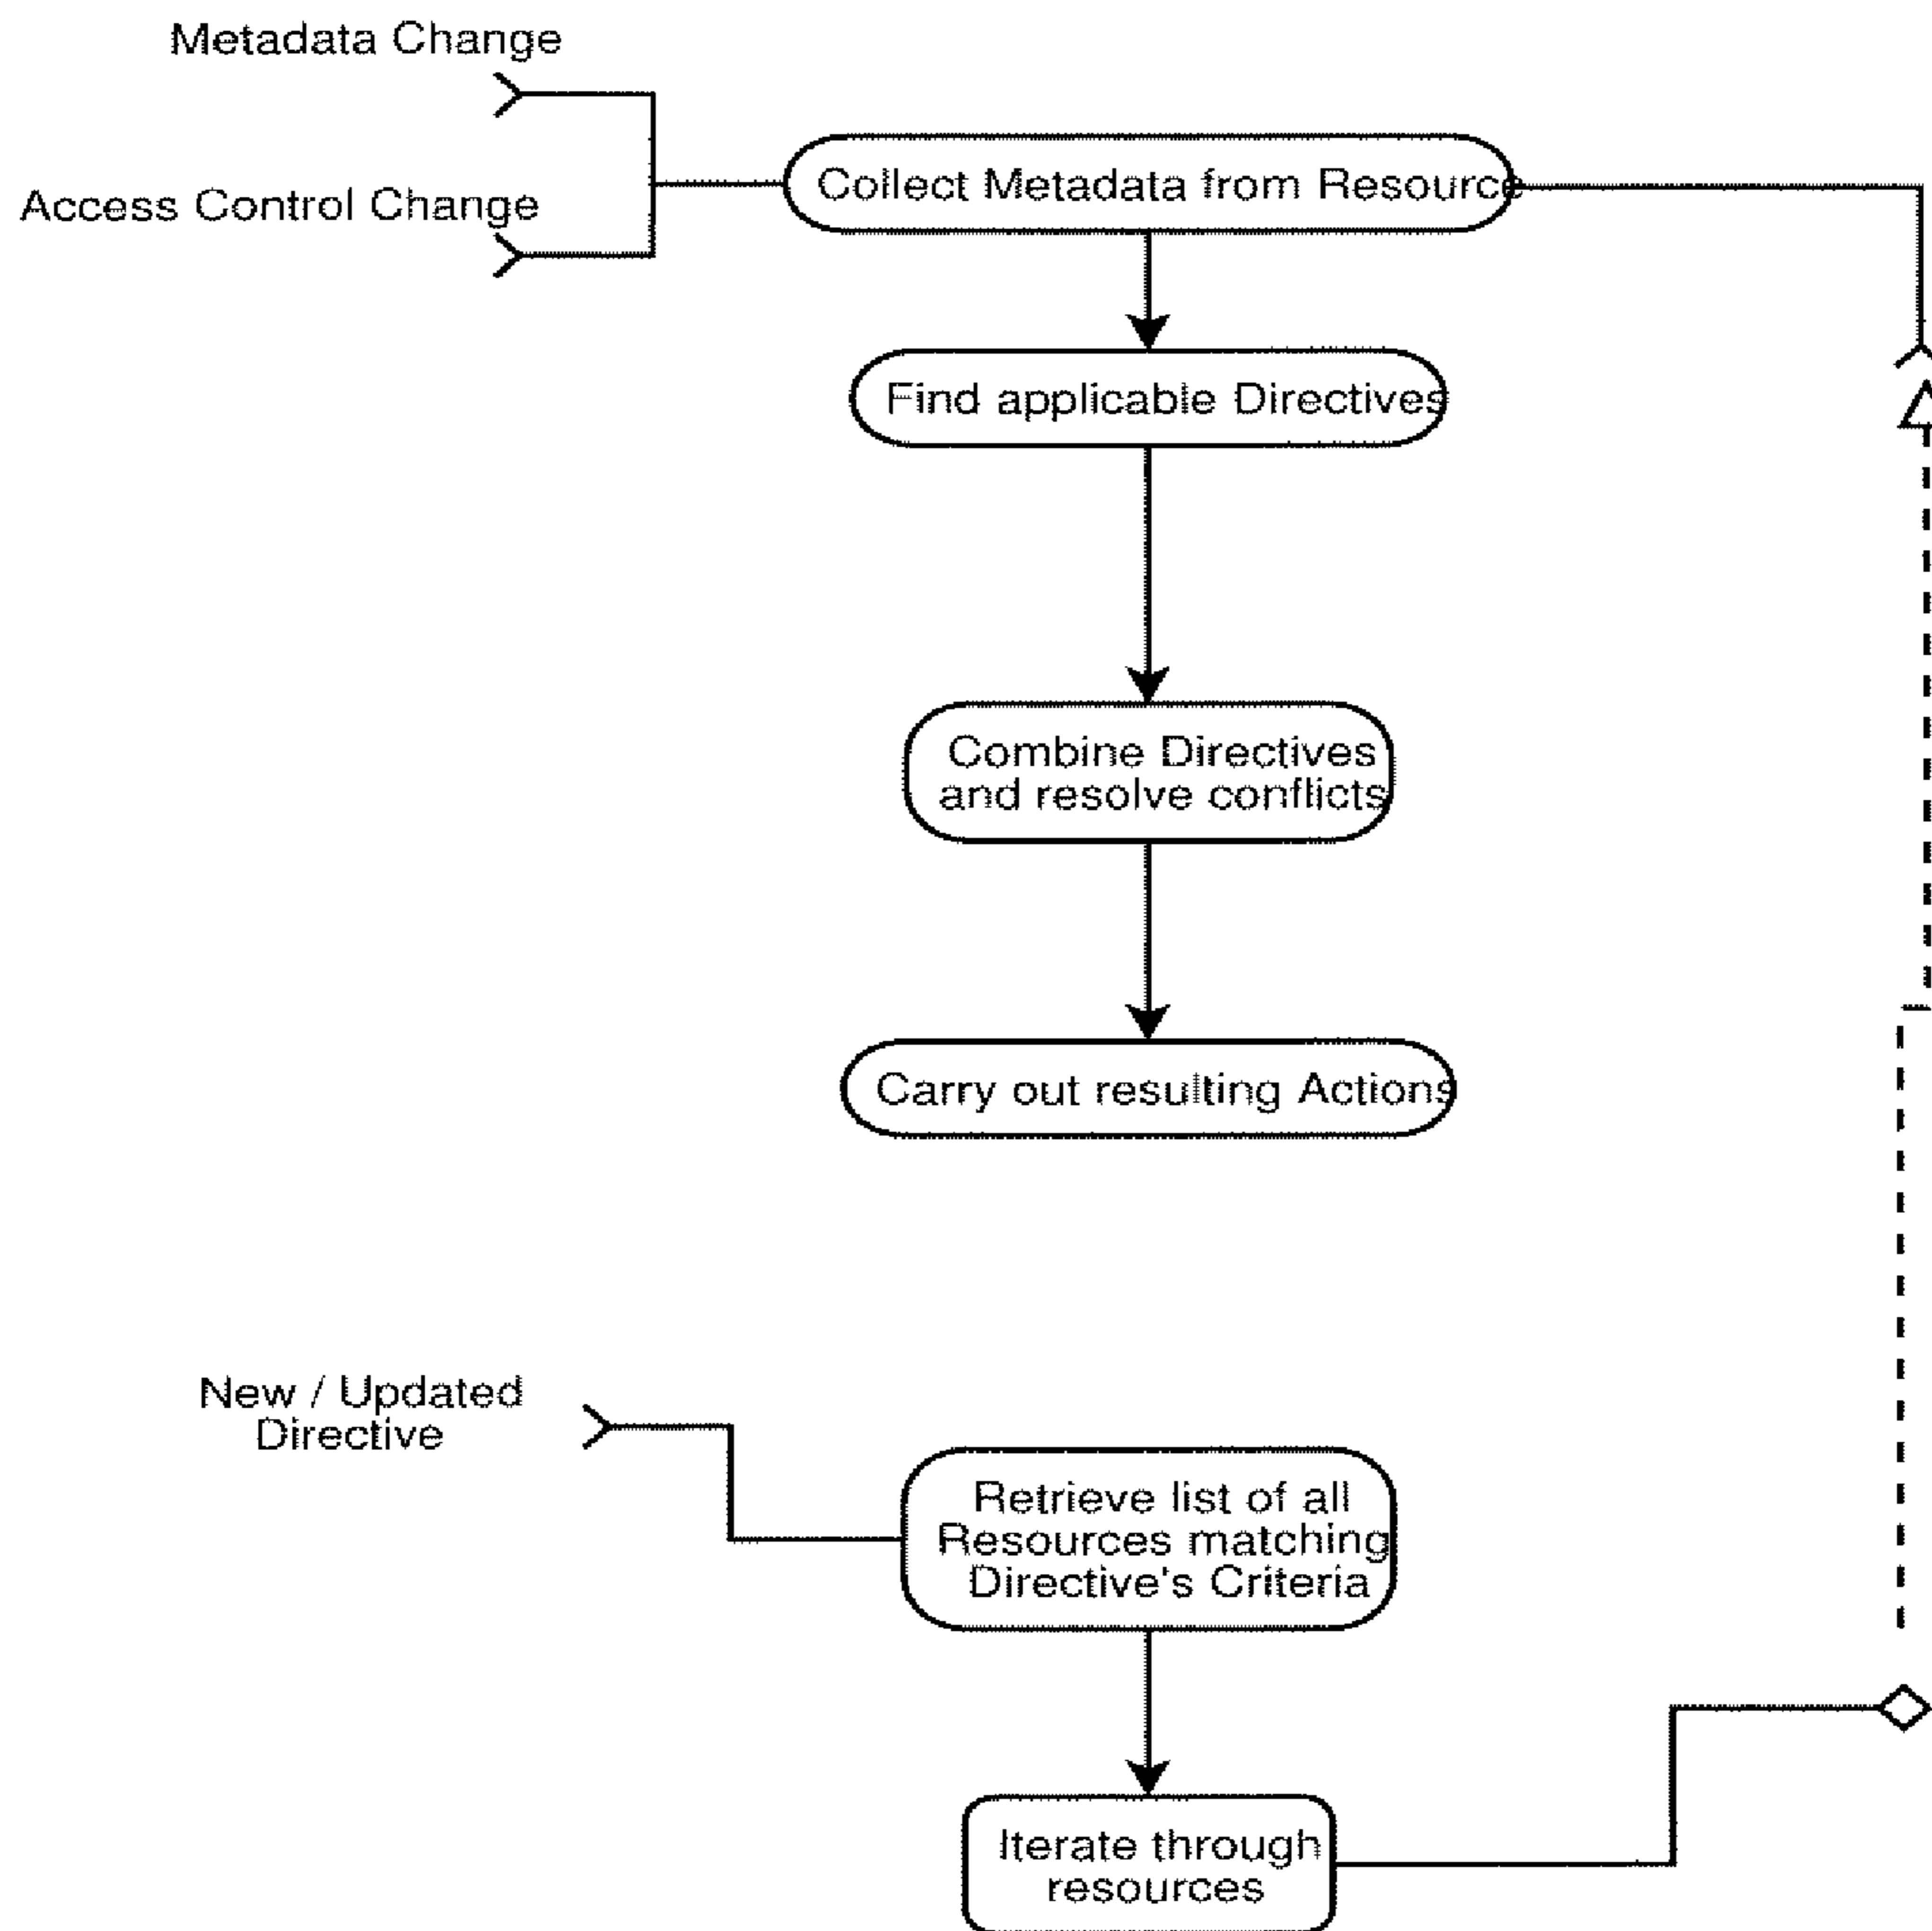 Metadata Change
Access Control Change
Collect Metadata from Resource
Find applicable Directives
Combine Directives
and resolve conflicts
Carry out resulting Actions
New / Updated
Directive
Retrieve list of all
Resources matching
Directive's Criteria
Iterate through
resources